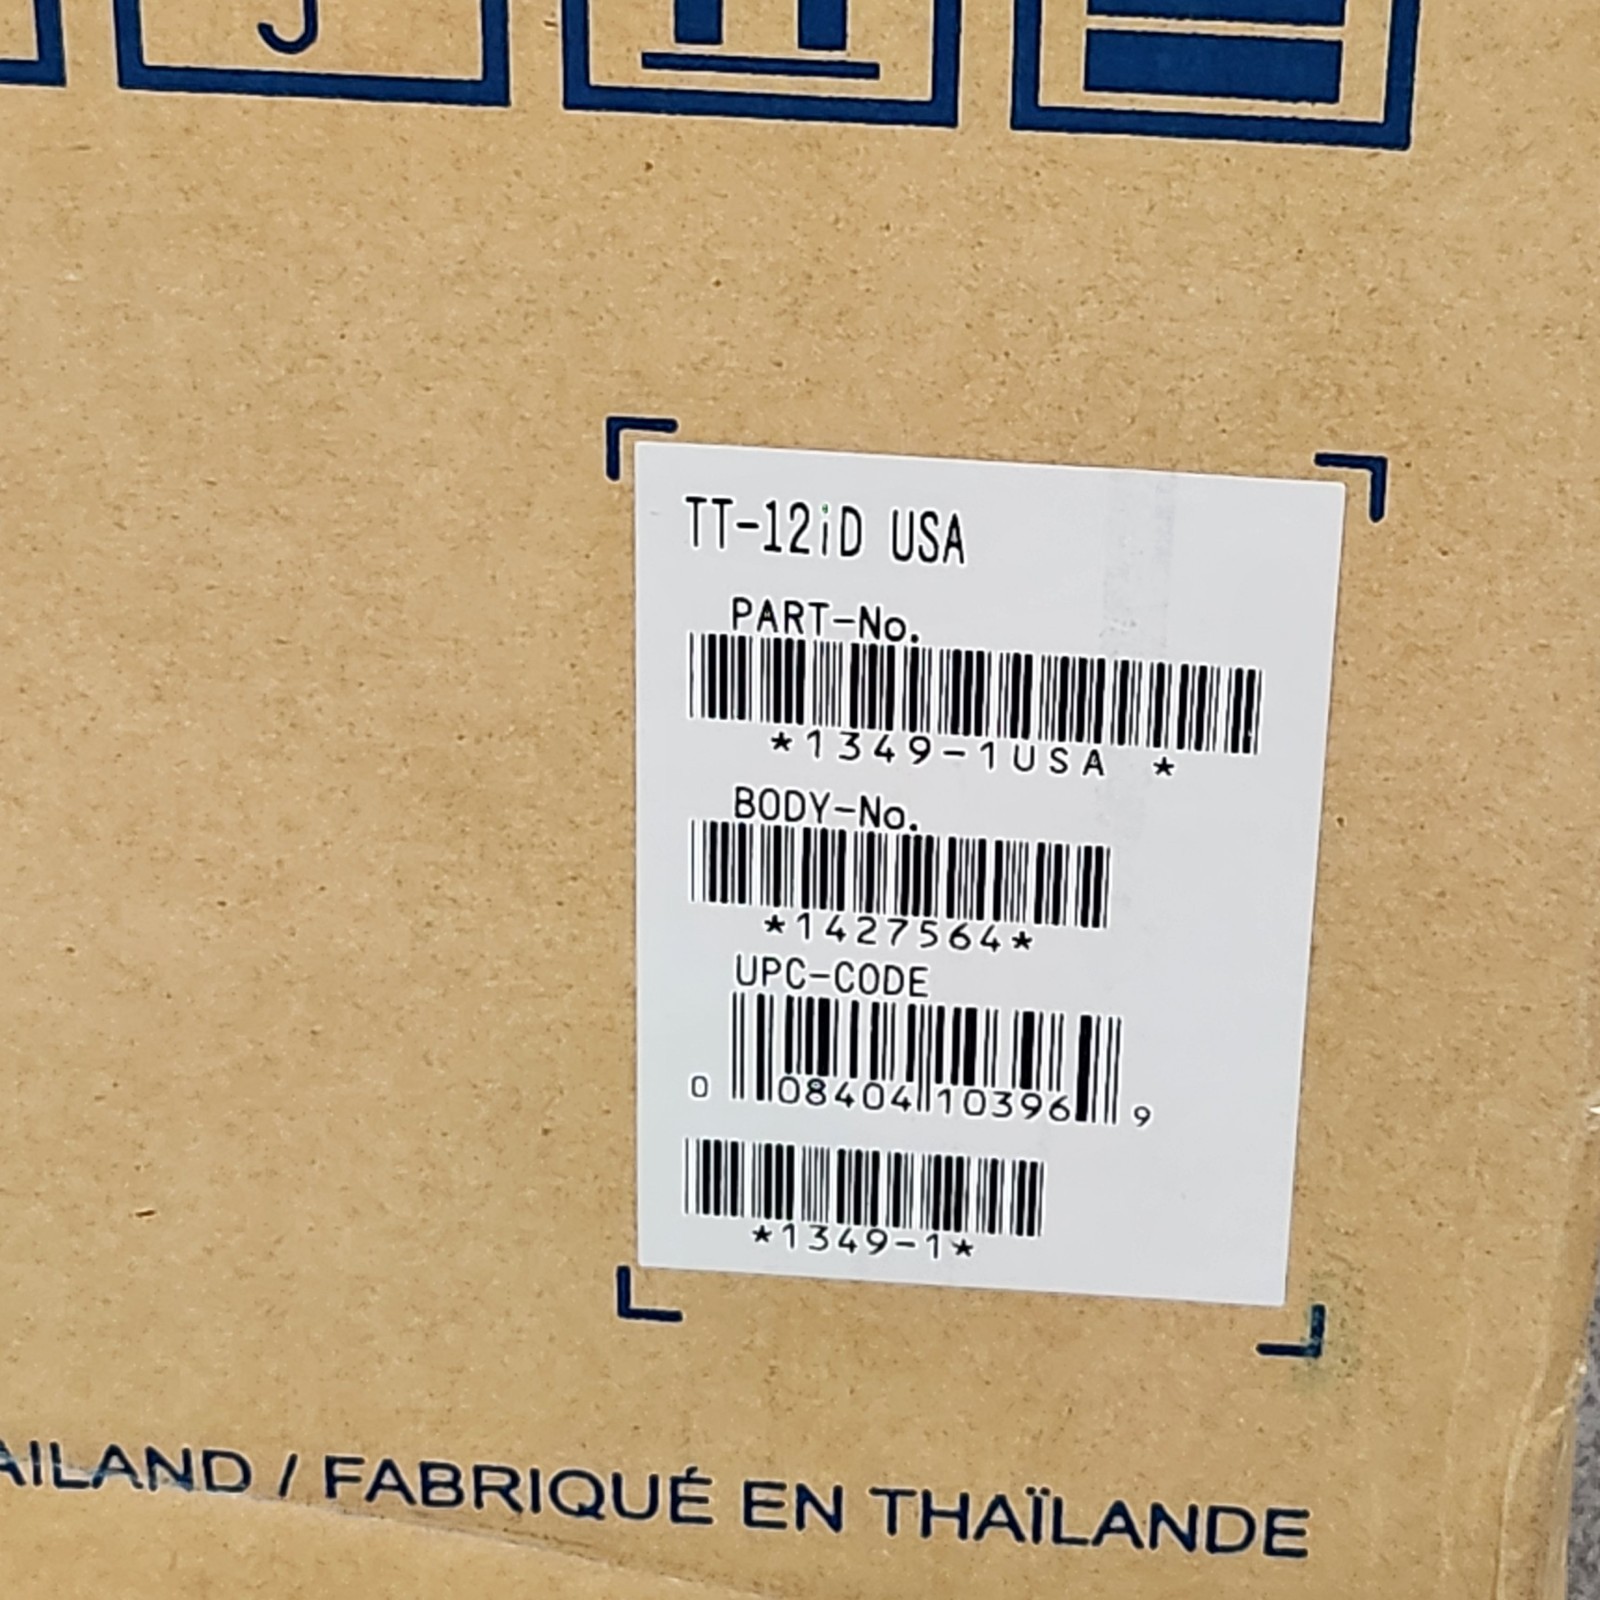 TT-12iD USA
PART-No.
*1349-1USA *
BODY-No.
*1427564*
UPC-CODE
0 08404 10396 9
*1349-1*
AILAND / FABRIQUÉ EN THAÏLANDE